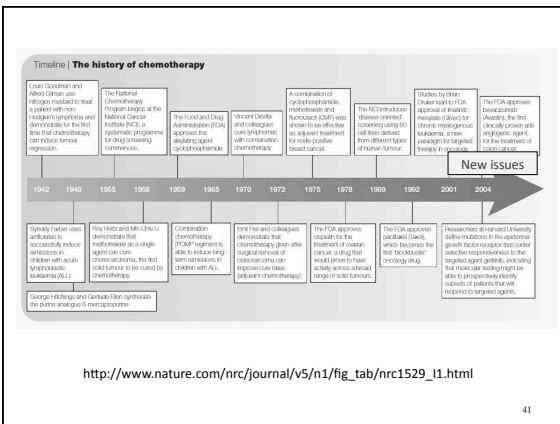 Timeline | The history of chemotherapy
Louis Goodman and
Alfred Gilman use
nitrogen mustard to treat
a patient with non-
Hodgkin's lymphoma and
demonstrate for the first
time that chemotherapy
can induce tumour
regression.
The National
Chemotherapy
Program begins at the
National Cancer
Institute (NCI); a
systematic programme
for drug screening
commences.
The Food and Drug
Administration (FDA)
approves the
alkylating agent
cyclophosphamide.
Vincent DeVita
and colleagues
cure lymphomas
with combination
chemotherapy
A combination of
cyclophosphamide,
methotrexate and
fluorouracil (CMF) was
shown to be effective
as adjuvant treatment
for node-positive
breast cancer.
The NCI introduces
'disease oriented'
screening using 60
cell lines derived
from different types
of human tumour.
Studies by Brian
Druker lead to FDA
approval of imatinib
mesylate (Glivec) for
chronic myelogenous
leukaemia, a new
paradigm for targeted
therapy in oncology
The FDA approves
bevacizumab
(Avastin), the first
clinically proven anti-
angiogenic agent,
for the treatment of
colon cancer.
New issues
1942 1948 1955 1958 1959 1965 1970 1972 1975 1978 1989 1992 2001 2004
Sydney Farber uses
antifolates to
successfully induce
remissions in
children with acute
lymphoblastic
leukaemia (ALL).
George Hitchings and Gertrude Elion synthesize
the purine analogue 6-mercaptopurine.
Roy Hertz and Min Chiu Li
demonstrate that
methotrexate as a single
agent can cure
choriocarcinoma, the first
solid tumour to be cured by
chemotherapy
Combination
chemotherapy
(POMP regimen) is
able to induce long-
term remissions in
children with ALL.
Emil Frei and colleagues
demonstrate that
chemotherapy given after
surgical removal of
osteosarcoma can
improve cure rates
(adjuvant chemotherapy).
The FDA approves
cisplatin for the
treatment of ovarian
cancer, a drug that
would prove to have
activity across a broad
range of solid tumours.
The FDA approves
paclitaxel (Taxol),
which becomes the
first 'blockbuster'
oncology drug.
Researchers at Harvard University
define mutations in the epidermal
growth factor receptor that confer
selective responsiveness to the
targeted agent gefitinib, indicating
that molecular testing might be
able to prospectively identify
subsets of patients that will
respond to targeted agents.
http://www.nature.com/nrc/journal/v5/n1/fig_tab/nrc1529_I1.html
41